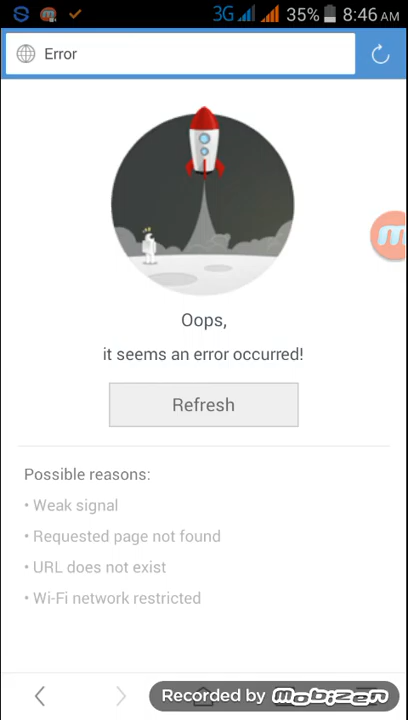 3G 35% 8:46 AM
Error
Oops,
it seems an error occurred!
Refresh
Possible reasons:
• Weak signal
• Requested page not found
• URL does not exist
• Wi-Fi network restricted
Recorded by mobizen